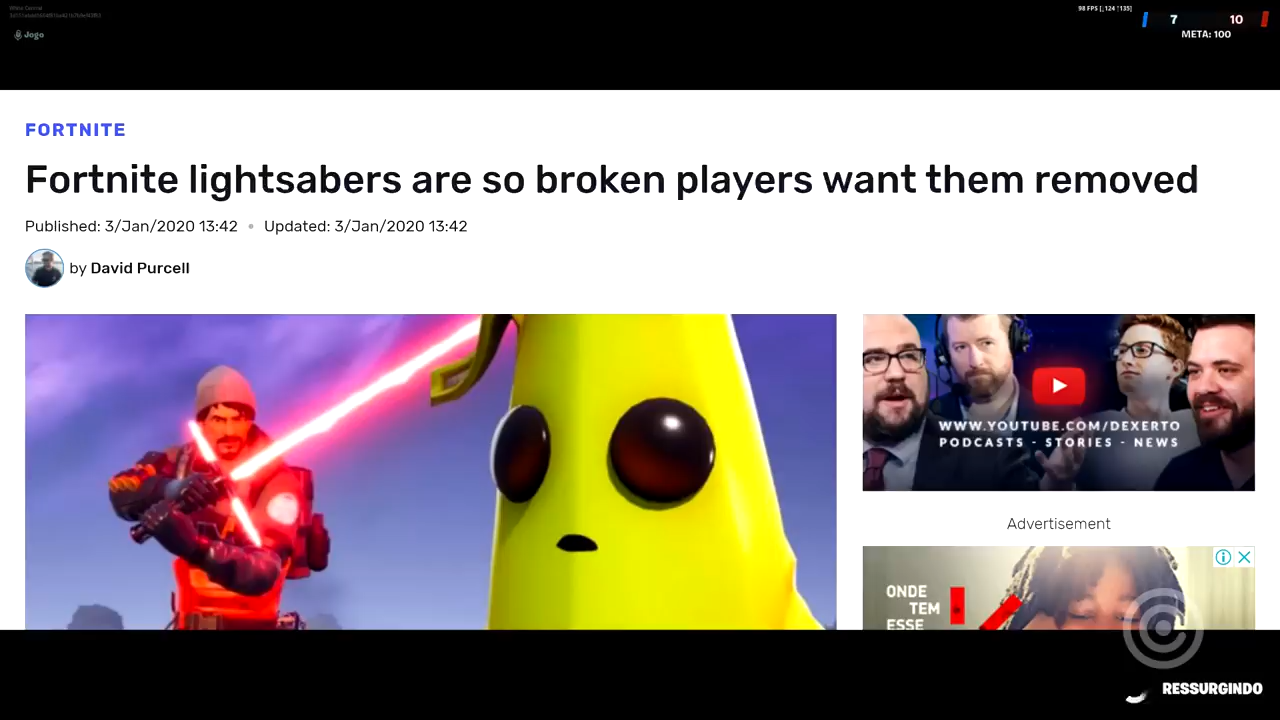 Jogo
98 FPS [↓124 ↑135]
7 10
META: 100
FORTNITE
Fortnite lightsabers are so broken players want them removed
Published: 3/Jan/2020 13:42 • Updated: 3/Jan/2020 13:42
by David Purcell
WWW.YOUTUBE.COM/DEXERTO
PODCASTS - STORIES - NEWS
Advertisement
ONDE
TEM
ESSE
RESSURGINDO